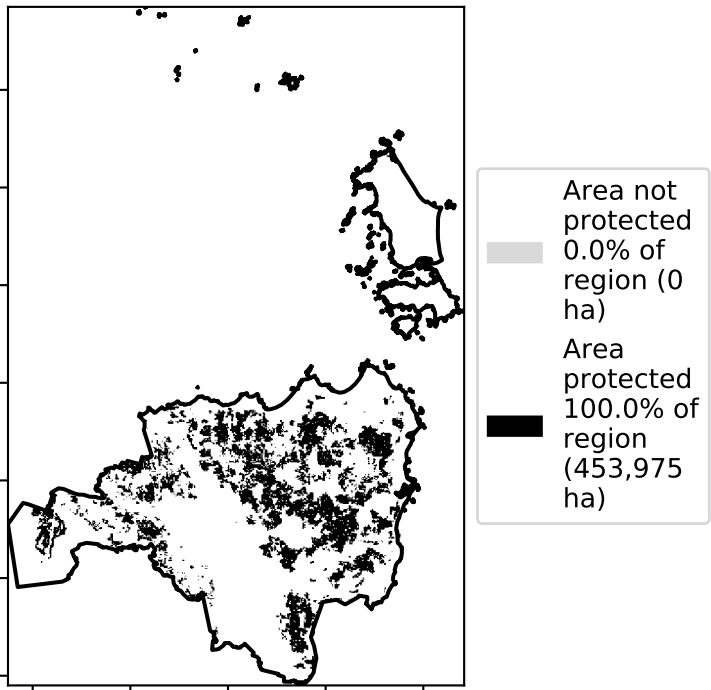 Area not
protected
0.0% of
region (0
ha)
Area
protected
100.0% of
region
(453,975
ha)